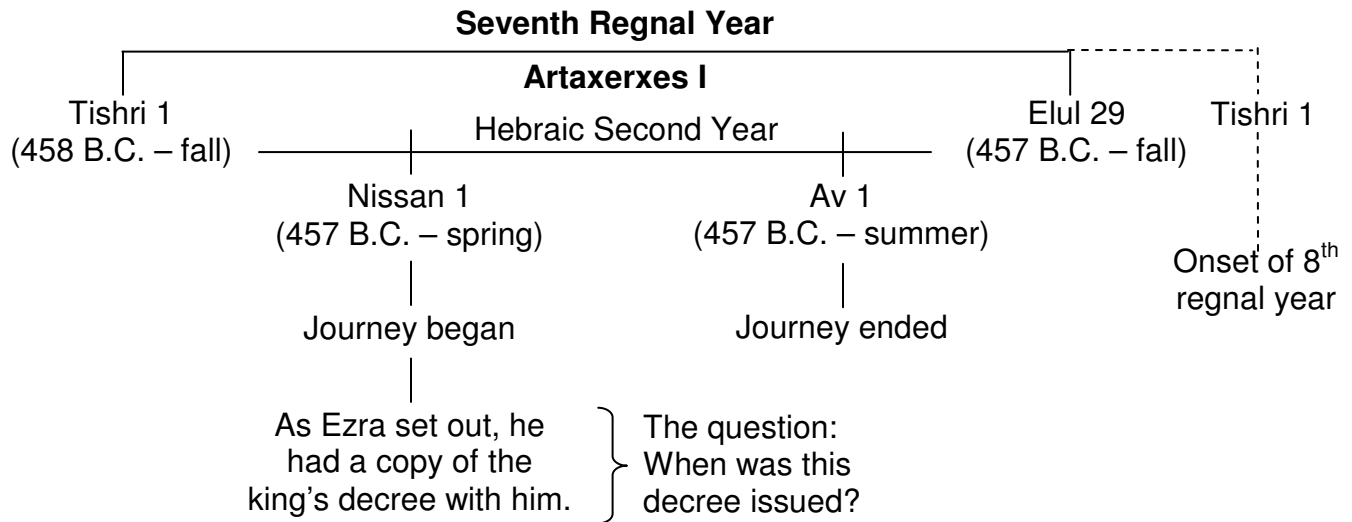 Seventh Regnal Year
Artaxerxes I
Tishri 1
(458 B.C. – fall)
Hebraic Second Year
Elul 29
(457 B.C. – fall)
Tishri 1
Nissan 1
(457 B.C. – spring)
Av 1
(457 B.C. – summer)
Onset of 8th
regnal year
Journey began
Journey ended
As Ezra set out, he
had a copy of the
king’s decree with him.
The question:
When was this
decree issued?